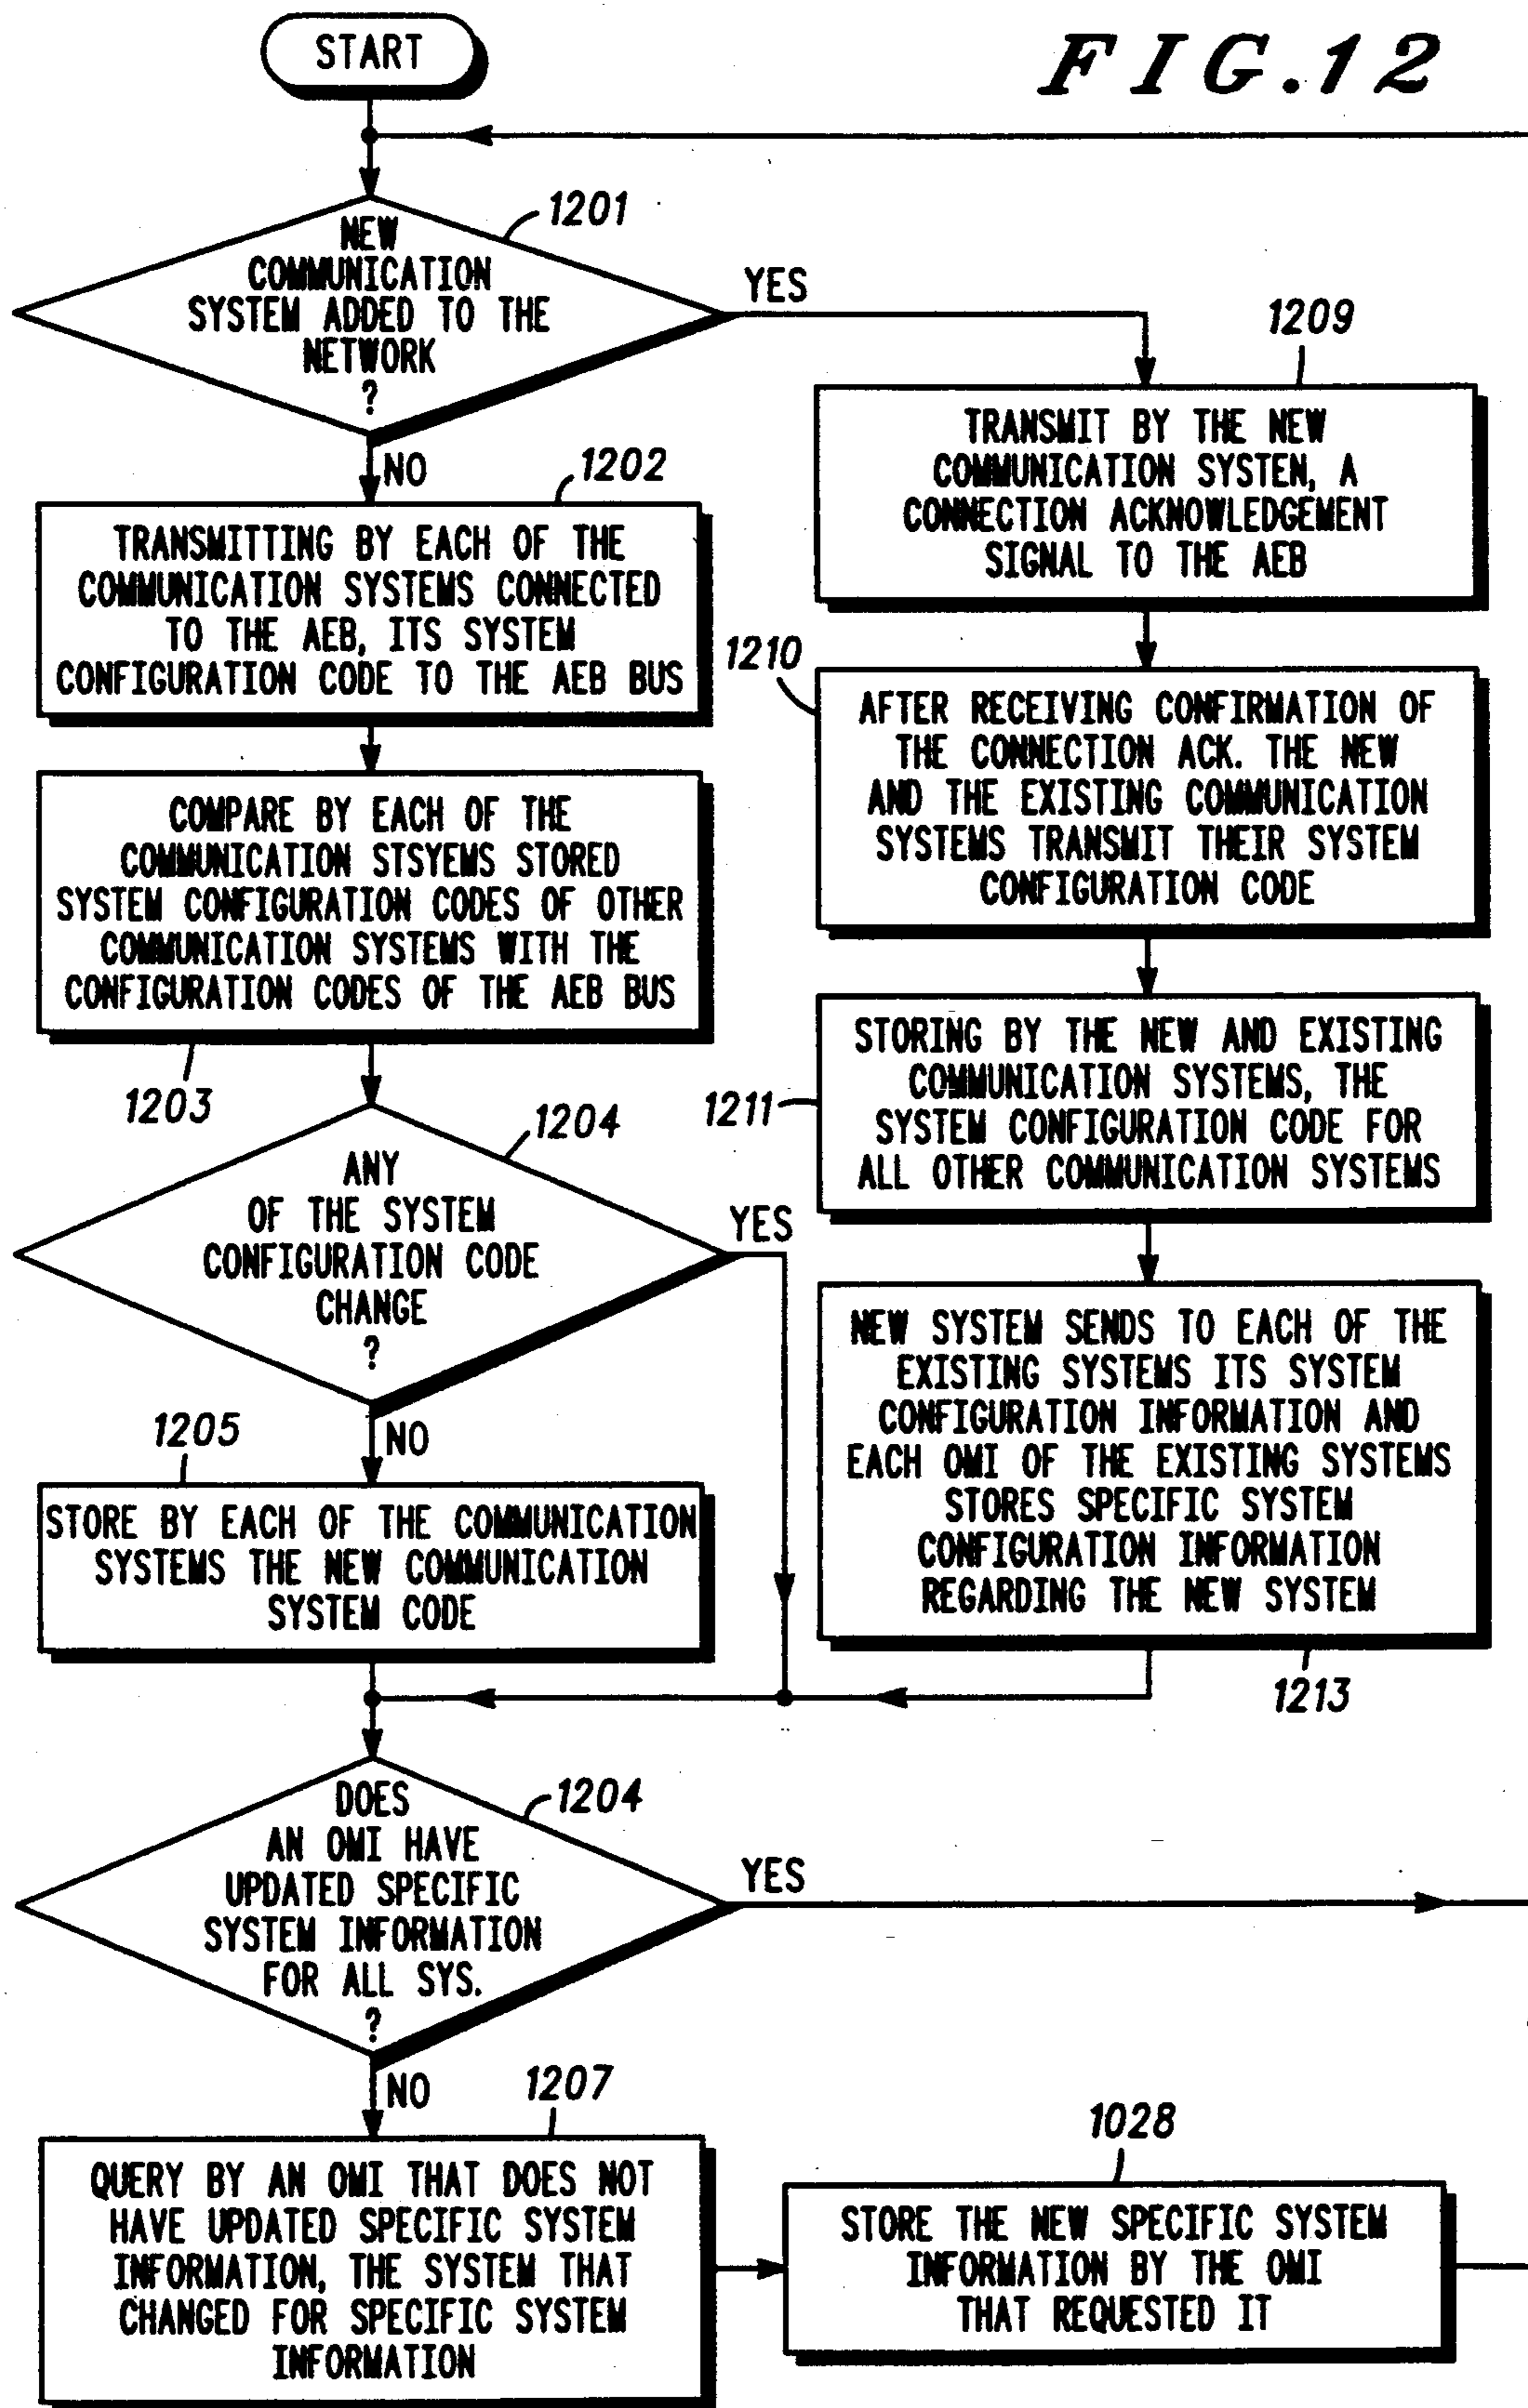 START
FIG.12
1201
NEW
COMMUNICATION
SYSTEM ADDED TO THE
NETWORK
?
YES
NO
1202
TRANSMITTING BY EACH OF THE
COMMUNICATION SYSTEMS CONNECTED
TO THE AEB, ITS SYSTEM
CONFIGURATION CODE TO THE AEB BUS
COMPARE BY EACH OF THE
COMMUNICATION STSYEMS STORED
SYSTEM CONFIGURATION CODES OF OTHER
COMMUNICATION SYSTEMS WITH THE
CONFIGURATION CODES OF THE AEB BUS
1203
1204
ANY
OF THE SYSTEM
CONFIGURATION CODE
CHANGE
?
YES
NO
1205
STORE BY EACH OF THE COMMUNICATION
SYSTEMS THE NEW COMMUNICATION
SYSTEM CODE
1209
TRANSMIT BY THE NEW
COMMUNICATION SYSTEN, A
CONNECTION ACKNOWLEDGEMENT
SIGNAL TO THE AEB
1210
AFTER RECEIVING CONFIRMATION OF
THE CONNECTION ACK. THE NEW
AND THE EXISTING COMMUNICATION
SYSTEMS TRANSMIT THEIR SYSTEM
CONFIGURATION CODE
1211
STORING BY THE NEW AND EXISTING
COMMUNICATION SYSTEMS, THE
SYSTEM CONFIGURATION CODE FOR
ALL OTHER COMMUNICATION SYSTEMS
NEW SYSTEM SENDS TO EACH OF THE
EXISTING SYSTEMS ITS SYSTEM
CONFIGURATION INFORMATION AND
EACH OMI OF THE EXISTING SYSTEMS
STORES SPECIFIC SYSTEM
CONFIGURATION INFORMATION
REGARDING THE NEW SYSTEM
1213
1204
DOES
AN OMI HAVE
UPDATED SPECIFIC
SYSTEM INFORMATION
FOR ALL SYS.
?
YES
NO
1207
QUERY BY AN OMI THAT DOES NOT
HAVE UPDATED SPECIFIC SYSTEM
INFORMATION, THE SYSTEM THAT
CHANGED FOR SPECIFIC SYSTEM
INFORMATION
1028
STORE THE NEW SPECIFIC SYSTEM
INFORMATION BY THE OMI
THAT REQUESTED IT